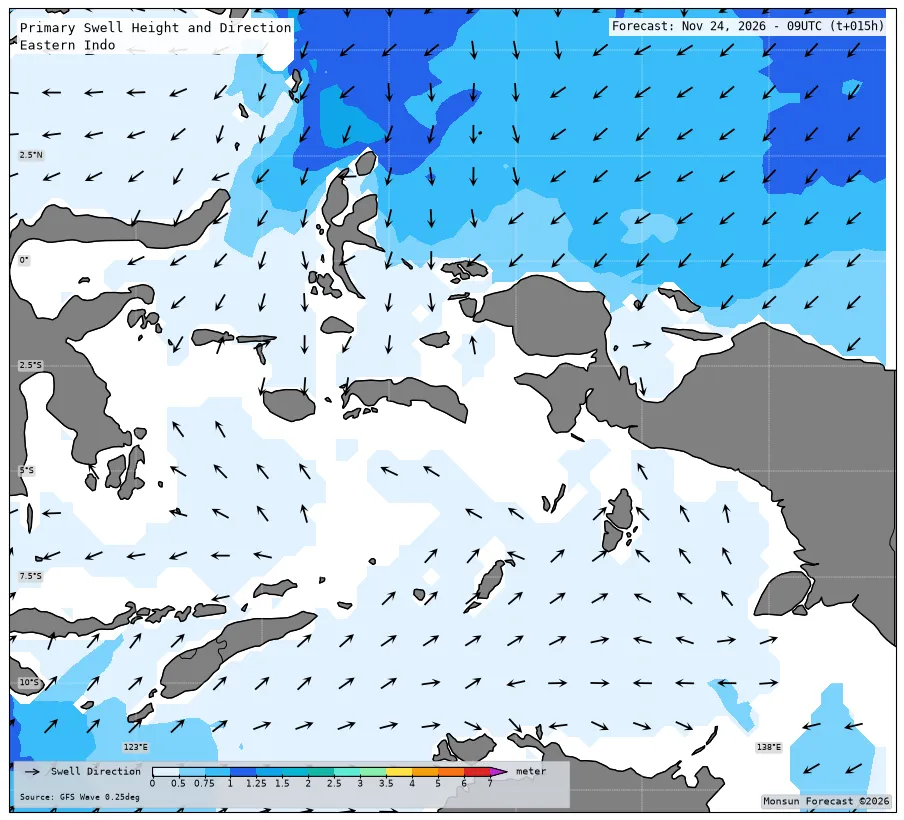 Primary Swell Height and Direction
Eastern Indo
Forecast: Nov 24, 2026 - 09UTC (t+015h)
2.5°N
0°
2.5°S
5°S
7.5°S
10°S
123°E
138°E
Swell Direction
meter
0 0.5 0.75 1 1.25 1.5 2 2.5 3 3.5 4 5 6 7
Source: GFS Wave 0.25deg
Monsun Forecast ©2026